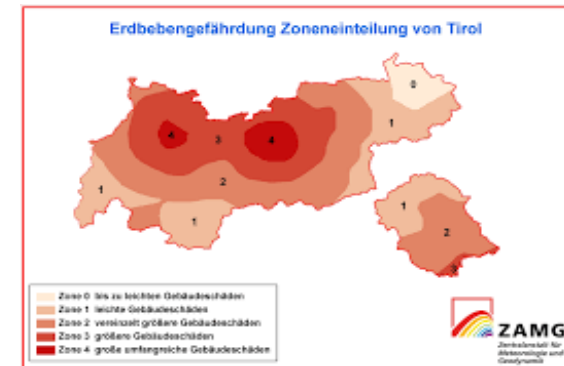 Erdbebengefährdung Zoneneinteilung von Tirol
0
1
4
3
4
2
1
1
1
2
3
Zone 0 bis zu leichten Gebäudeschäden
Zone 1 leichte Gebäudeschäden
Zone 2 vereinzelt größere Gebäudeschäden
Zone 3 größere Gebäudeschäden
Zone 4 große umfangreiche Gebäudeschäden
ZAMG
Zentralanstalt für
Meteorologie und
Geodynamik